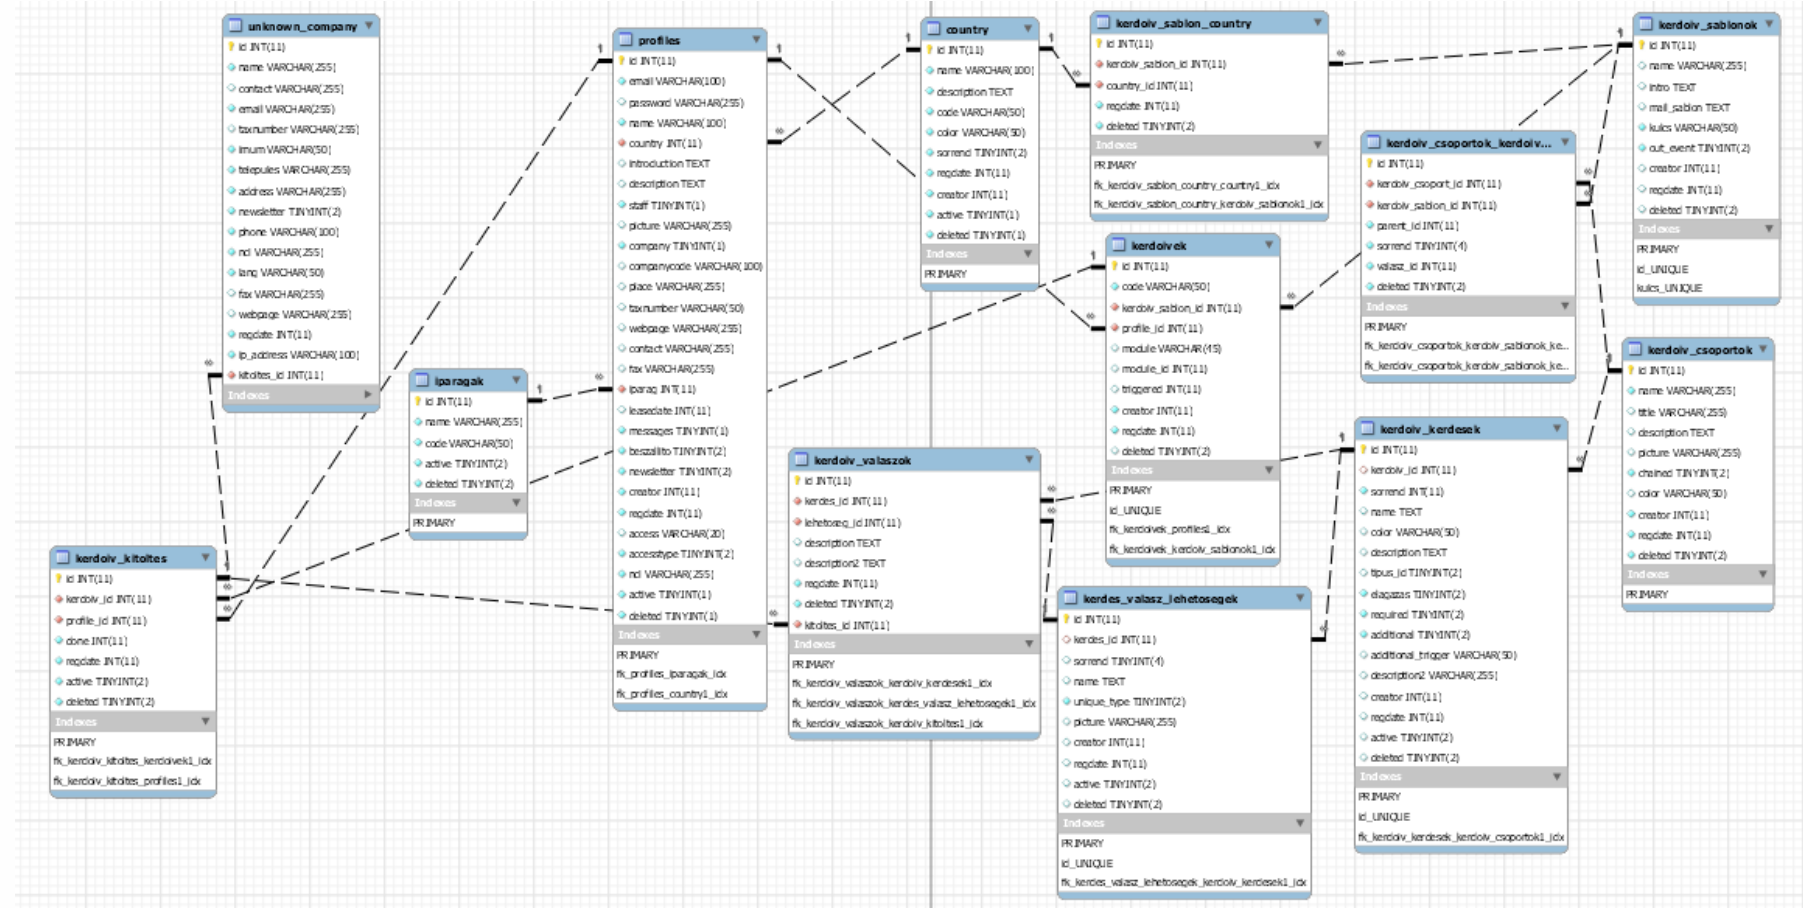 unknown_company
id INT(11)
name VARCHAR(255)
contact VARCHAR(255)
email VARCHAR(255)
taxnumber VARCHAR(255)
irnum VARCHAR(50)
telepules VARCHAR(255)
address VARCHAR(255)
newsletter TINYINT(2)
phone VARCHAR(100)
ncl VARCHAR(255)
lang VARCHAR(50)
fax VARCHAR(255)
webpage VARCHAR(255)
regdate INT(11)
ip_address VARCHAR(100)
kitoltes_id INT(11)
Indexes
profiles
id INT(11)
email VARCHAR(100)
password VARCHAR(255)
name VARCHAR(100)
country INT(11)
introduction TEXT
description TEXT
staff TINYINT(1)
picture VARCHAR(255)
company TINYINT(1)
companycode VARCHAR(100)
place VARCHAR(255)
taxnumber VARCHAR(50)
webpage VARCHAR(255)
contact VARCHAR(255)
fax VARCHAR(255)
iparag INT(11)
leasedate INT(11)
messages TINYINT(1)
beszallito TINYINT(2)
newsletter TINYINT(2)
creator INT(11)
regdate INT(11)
access VARCHAR(20)
accesstype TINYINT(2)
ncl VARCHAR(255)
active TINYINT(1)
deleted TINYINT(1)
Indexes
PRIMARY
fk_profiles_iparagak_idx
fk_profiles_country1_idx
country
id INT(11)
name VARCHAR(100)
description TEXT
code VARCHAR(50)
color VARCHAR(50)
sorrend TINYINT(2)
regdate INT(11)
creator INT(11)
active TINYINT(1)
deleted TINYINT(1)
Indexes
PRIMARY
kerdoiv_sablon_country
id INT(11)
kerdoiv_sablon_id INT(11)
country_id INT(11)
regdate INT(11)
deleted TINYINT(2)
Indexes
PRIMARY
fk_kerdoiv_sablon_country_country1_idx
fk_kerdoiv_sablon_country_kerdoiv_sablonok1_idx
kerdoiv_sablonok
id INT(11)
name VARCHAR(255)
intro TEXT
mail_sablon TEXT
kulcs VARCHAR(50)
out_event TINYINT(2)
creator INT(11)
regdate INT(11)
deleted TINYINT(2)
Indexes
PRIMARY
id_UNIQUE
kulcs_UNIQUE
kerdoiv_csoportok_kerdoiv...
id INT(11)
kerdoiv_csoport_id INT(11)
kerdoiv_sablon_id INT(11)
parent_id INT(11)
sorrend TINYINT(4)
valasz_id INT(11)
deleted TINYINT(2)
Indexes
PRIMARY
fk_kerdoiv_csoportok_kerdoiv_sablonok_ke...
fk_kerdoiv_csoportok_kerdoiv_sablonok_ke...
kerdoivek
id INT(11)
code VARCHAR(50)
kerdoiv_sablon_id INT(11)
profile_id INT(11)
module VARCHAR(45)
module_id INT(11)
triggered INT(11)
creator INT(11)
regdate INT(11)
deleted TINYINT(2)
Indexes
PRIMARY
id_UNIQUE
fk_kerdoivek_profiles1_idx
fk_kerdoivek_kerdoiv_sablonok1_idx
kerdoiv_csoportok
id INT(11)
name VARCHAR(255)
title VARCHAR(255)
description TEXT
picture VARCHAR(255)
chained TINYINT(2)
color VARCHAR(50)
creator INT(11)
regdate INT(11)
deleted TINYINT(2)
Indexes
PRIMARY
iparagak
id INT(11)
name VARCHAR(255)
code VARCHAR(50)
active TINYINT(2)
deleted TINYINT(2)
Indexes
PRIMARY
kerdoiv_valaszok
id INT(11)
kerdes_id INT(11)
lehetoseg_id INT(11)
description TEXT
description2 TEXT
regdate INT(11)
deleted TINYINT(2)
kitoltes_id INT(11)
Indexes
PRIMARY
fk_kerdoiv_valaszok_kerdoiv_kerdesek1_idx
fk_kerdoiv_valaszok_kerdes_valasz_lehetosegek1_idx
fk_kerdoiv_valaszok_kerdoiv_kitoltes1_idx
kerdoiv_kerdesek
id INT(11)
kerdoiv_id INT(11)
sorrend INT(11)
name TEXT
color VARCHAR(50)
description TEXT
tipus_id TINYINT(2)
elagazas TINYINT(2)
required TINYINT(2)
additional TINYINT(2)
additional_trigger VARCHAR(50)
description2 VARCHAR(255)
creator INT(11)
regdate INT(11)
active TINYINT(2)
deleted TINYINT(2)
Indexes
PRIMARY
id_UNIQUE
fk_kerdoiv_kerdesek_kerdoiv_csoportok1_idx
kerdoiv_kitoltes
id INT(11)
kerdoiv_id INT(11)
profile_id INT(11)
done INT(11)
regdate INT(11)
active TINYINT(2)
deleted TINYINT(2)
Indexes
PRIMARY
fk_kerdoiv_kitoltes_kerdoivek1_idx
fk_kerdoiv_kitoltes_profiles1_idx
kerdes_valasz_lehetosegek
id INT(11)
kerdes_id INT(11)
sorrend TINYINT(4)
name TEXT
unique_type TINYINT(2)
picture VARCHAR(255)
creator INT(11)
regdate INT(11)
active TINYINT(2)
deleted TINYINT(2)
Indexes
PRIMARY
id_UNIQUE
fk_kerdes_valasz_lehetosegek_kerdoiv_kerdesek1_idx